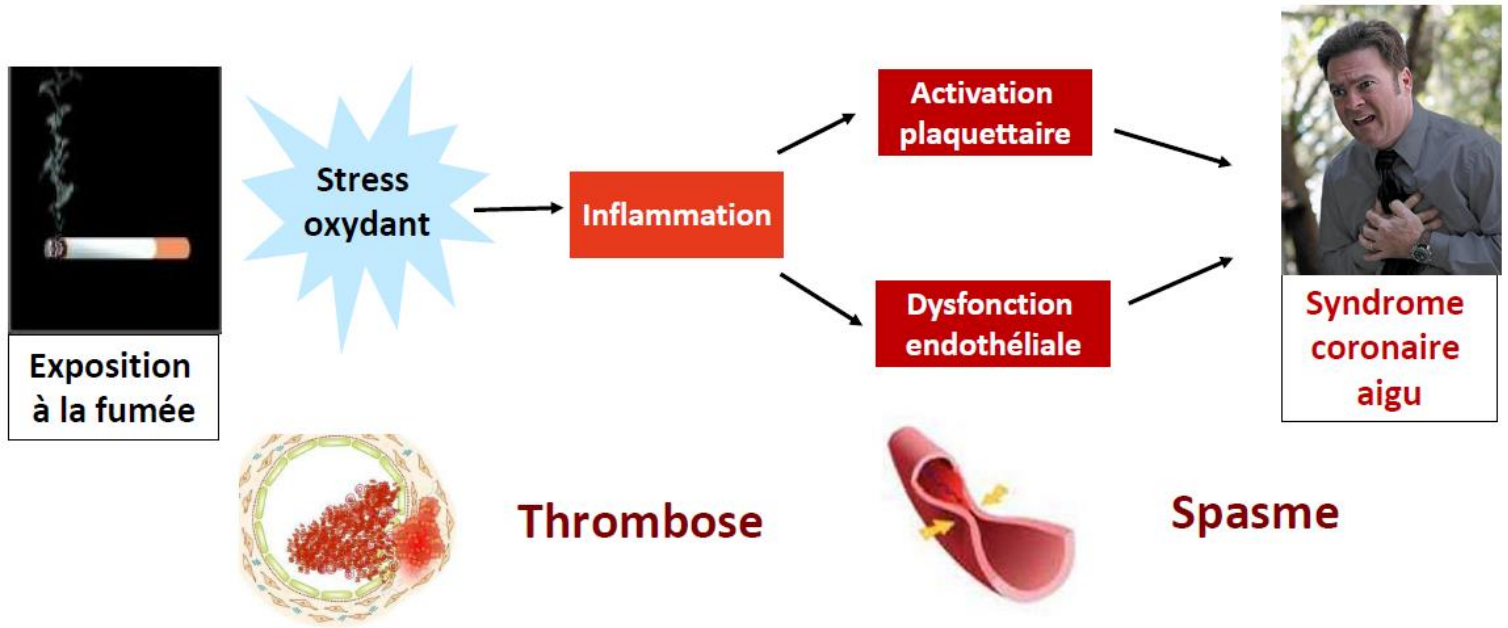 Exposition
à la fumée
Stress
oxydant
Inflammation
Activation
plaquettaire
Dysfonction
endothéliale
Syndrome
coronaire
aigu
Thrombose
Spasme